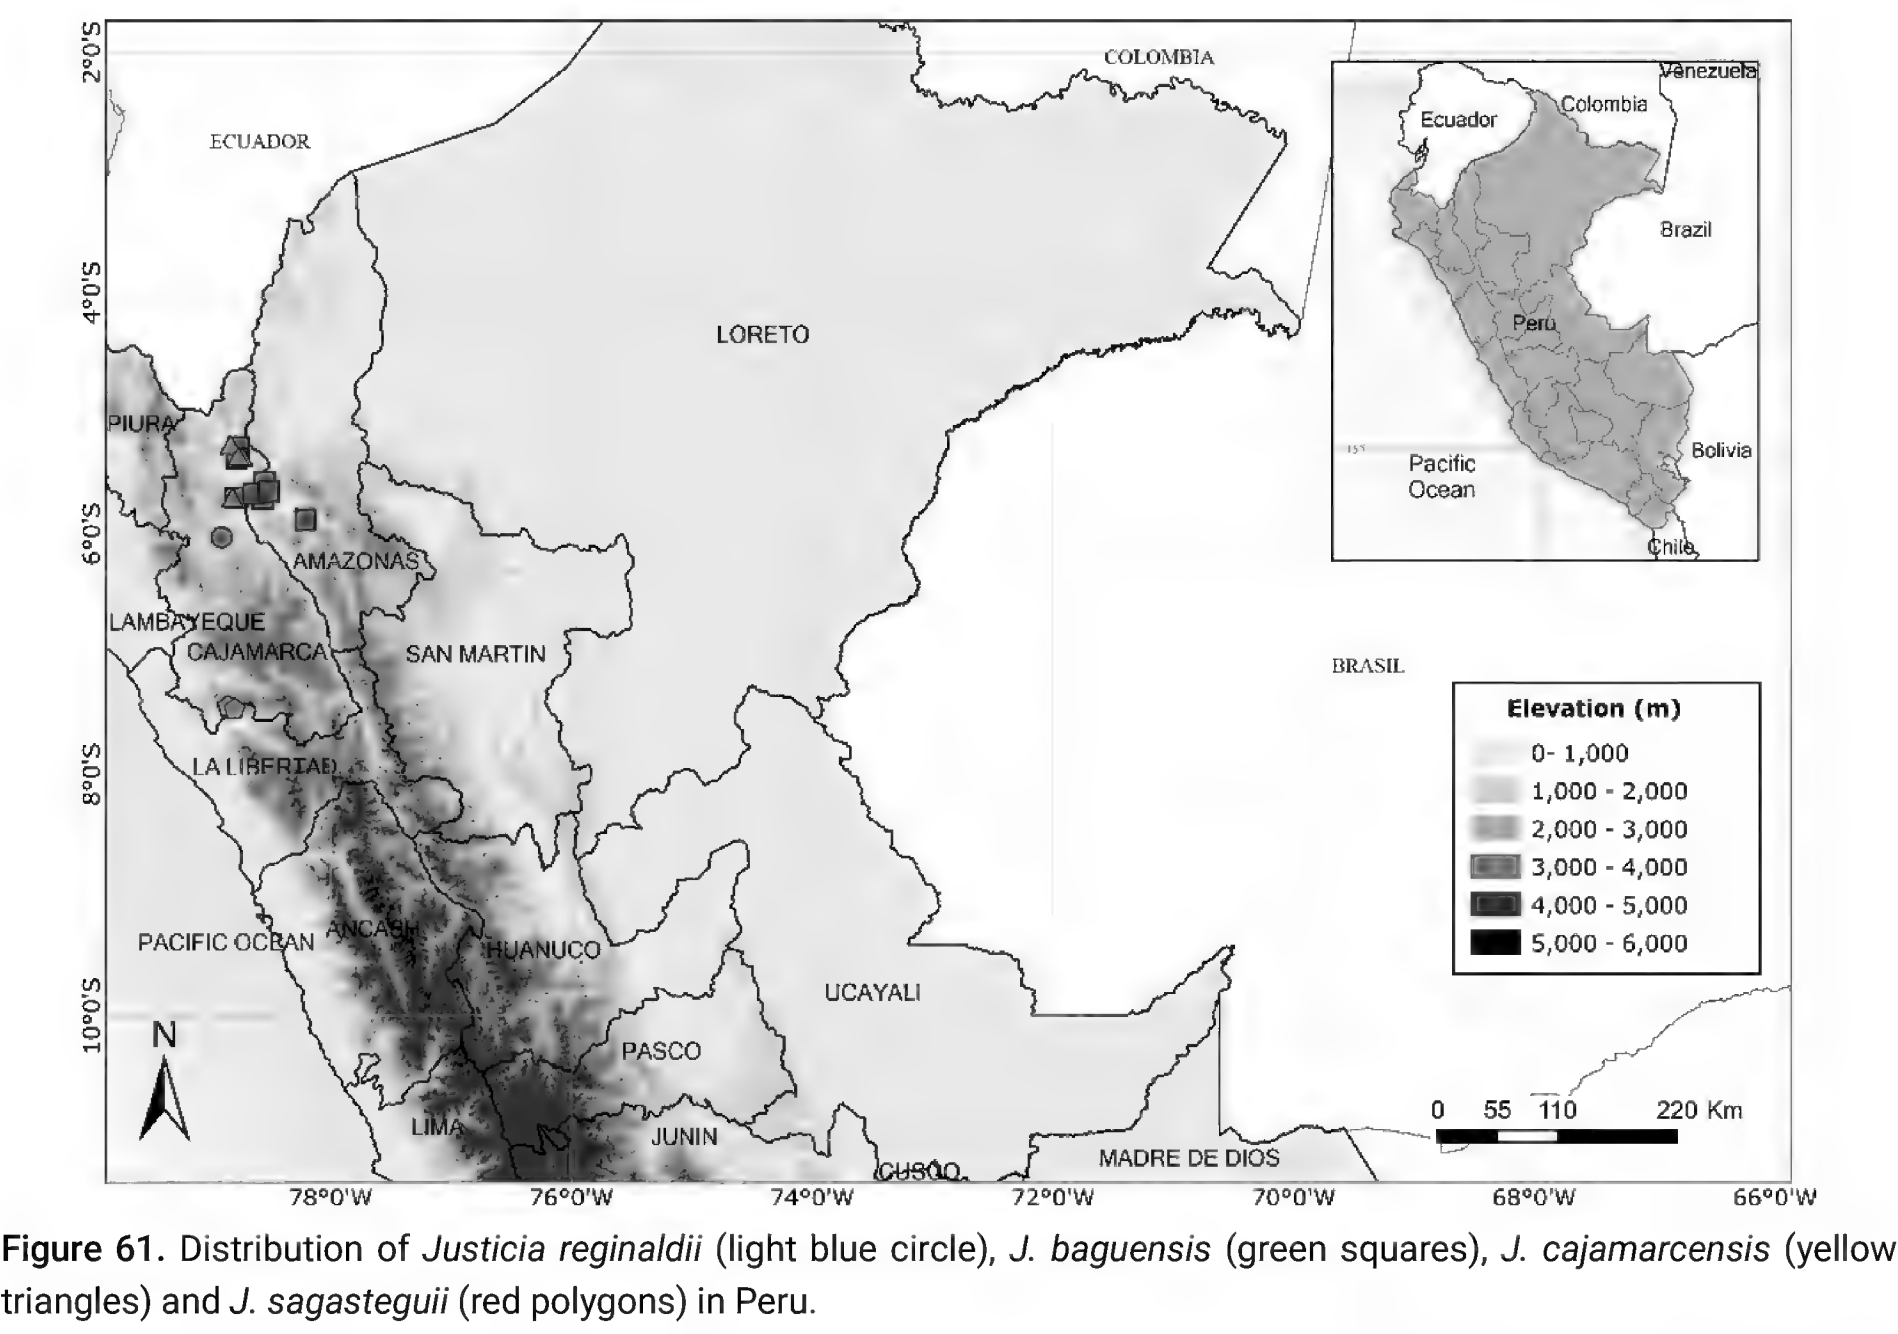 2°0'S
COLOMBIA
ECUADOR
Venezuela
Colombia
Ecuador
Brazil
Peru
Bolivia
Pacific
Ocean
Chile
4°0'S
LORETO
PIURA
6°0'S
AMAZONAS
LAMBAYEQUE
CAJAMARCA
SAN MARTIN
BRASIL
Elevation (m)
0- 1,000
1,000 - 2,000
2,000 - 3,000
3,000 - 4,000
4,000 - 5,000
5,000 - 6,000
8°0'S
LA LIBERTAD
PACIFIC OCEAN
ANCASH
HUANUCO
UCAYALI
10°0'S
N
PASCO
LIMA
JUNIN
CUSCO
MADRE DE DIOS
0 55 110 220 Km
78°0'W 76°0'W 74°0'W 72°0'W 70°0'W 68°0'W 66°0'W
Figure 61. Distribution of Justicia reginaldii (light blue circle), J. baguensis (green squares), J. cajamarcensis (yellow
triangles) and J. sagasteguii (red polygons) in Peru.